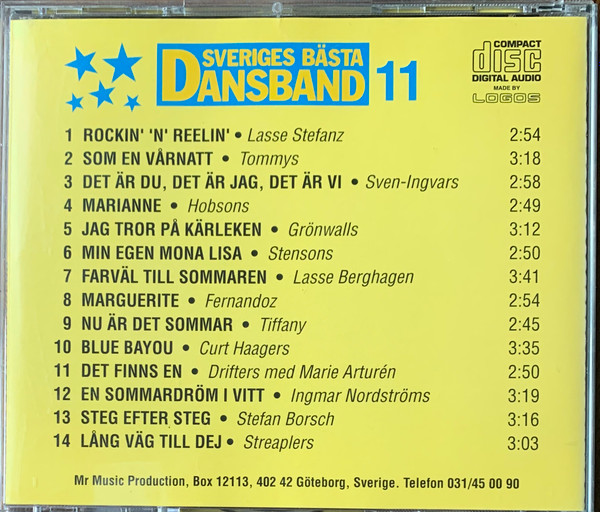 SVERIGES BÄSTA
DANSBAND 11
COMPACT
disc
DIGITAL AUDIO
MADE BY
LOGOS
1 ROCKIN' 'N' REELIN' • Lasse Stefanz 2:54
2 SOM EN VÅRNATT • Tommys 3:18
3 DET ÄR DU, DET ÄR JAG, DET ÄR VI • Sven-Ingvars 2:58
4 MARIANNE • Hobsons 2:49
5 JAG TROR PÅ KÄRLEKEN • Grönwalls 3:12
6 MIN EGEN MONA LISA • Stensons 2:50
7 FARVÄL TILL SOMMAREN • Lasse Berghagen 3:41
8 MARGUERITE • Fernandoz 2:54
9 NU ÄR DET SOMMAR • Tiffany 2:45
10 BLUE BAYOU • Curt Haagers 3:35
11 DET FINNS EN • Drifters med Marie Arturén 2:50
12 EN SOMMARDRÖM I VITT • Ingmar Nordströms 3:19
13 STEG EFTER STEG • Stefan Borsch 3:16
14 LÅNG VÄG TILL DEJ • Streaplers 3:03
Mr Music Production, Box 12113, 402 42 Göteborg, Sverige. Telefon 031/45 00 90